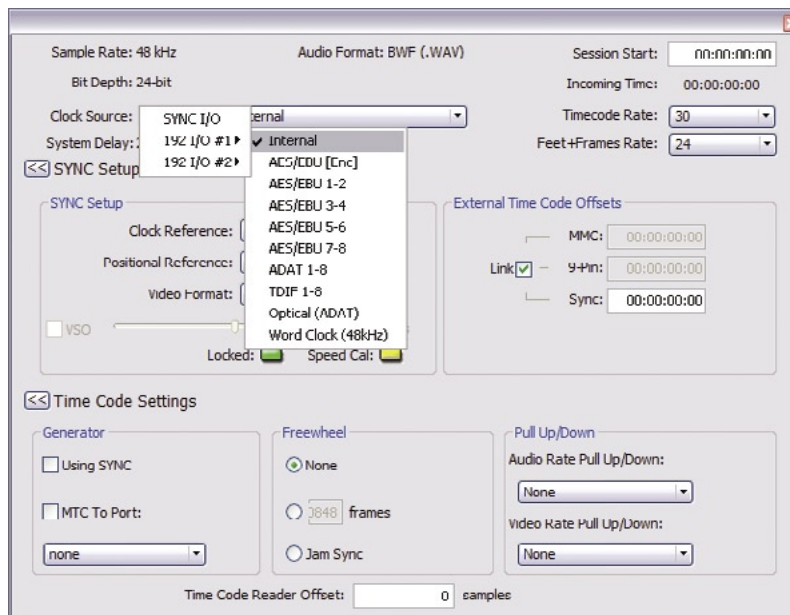 Sample Rate: 48 kHz
Audio Format: BWF (.WAV)
Session Start: 00:00:00:00
Bit Depth: 24-bit
Incoming Time: 00:00:00:00
Clock Source:
Timecode Rate: 30
System Delay:
Feet+Frames Rate: 24
SYNC I/O
192 I/O #1
192 I/O #2
Internal
AES/EBU [Enc]
AES/EBU 1-2
AES/EBU 3-4
AES/EBU 5-6
AES/EBU 7-8
ADAT 1-8
TDIF 1-8
Optical (ADAT)
Word Clock (48kHz)
<< SYNC Setup
SYNC Setup
Clock Reference:
Positional Reference:
Video Format:
VSO
Locked:
Speed Cal:
External Time Code Offsets
MMC: 00:00:00:00
Link
9-Pin: 00:00:00:00
Sync: 00:00:00:00
<< Time Code Settings
Generator
Using SYNC
MTC To Port:
none
Freewheel
None
frames
Jam Sync
Pull Up/Down
Audio Rate Pull Up/Down:
None
Video Rate Pull Up/Down:
None
Time Code Reader Offset: 0 samples